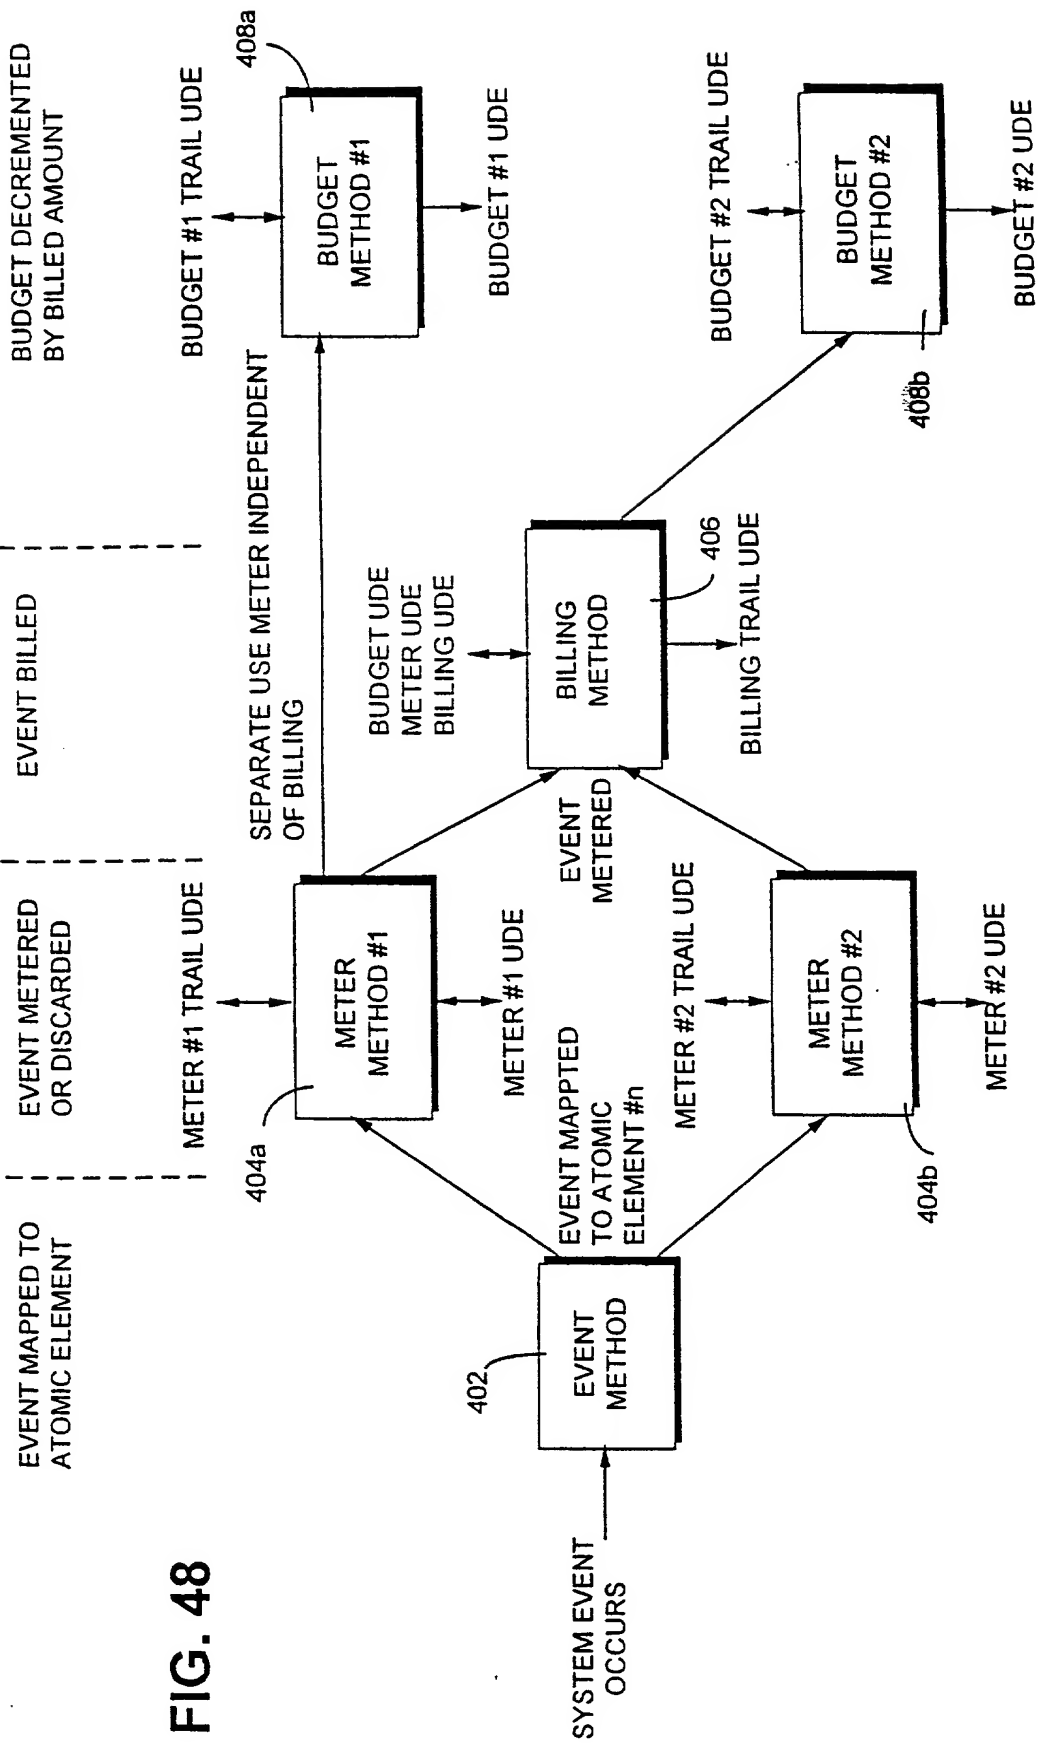 FIG. 48
EVENT MAPPED TO
ATOMIC ELEMENT
EVENT METERED
OR DISCARDED
EVENT BILLED
BUDGET DECREMENTED
BY BILLED AMOUNT
SYSTEM EVENT
OCCURS
402
EVENT
METHOD
EVENT MAPPTED
TO ATOMIC
ELEMENT #n
METER #1 TRAIL UDE
404a
METER
METHOD #1
METER #1 UDE
METER #2 TRAIL UDE
METER
METHOD #2
404b
METER #2 UDE
SEPARATE USE METER INDEPENDENT
OF BILLING
EVENT
METERED
BUDGET UDE
METER UDE
BILLING UDE
BILLING
METHOD
406
BILLING TRAIL UDE
BUDGET #1 TRAIL UDE
408a
BUDGET
METHOD #1
BUDGET #1 UDE
BUDGET #2 TRAIL UDE
BUDGET
METHOD #2
408b
BUDGET #2 UDE